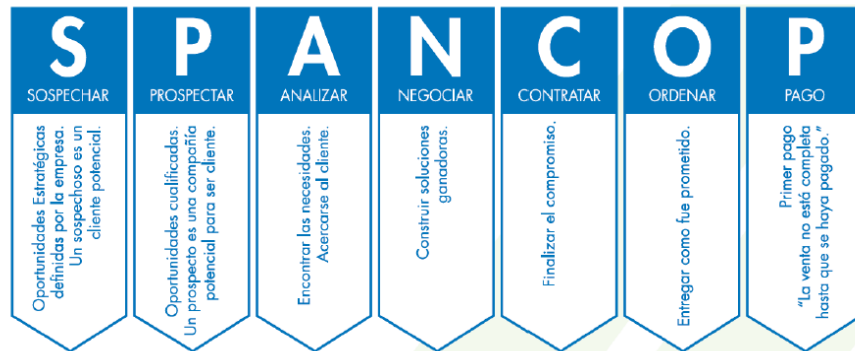 S
SOSPECHAR
Oportunidades Estratégicas
definidas por la empresa.
Un sospechoso es un
cliente potencial.
P
PROSPECTAR
Oportunidades cualificadas.
Un prospecto es una compañía
potencial para ser cliente.
A
ANALIZAR
Encontrar las necesidades.
Acercarse al cliente.
N
NEGOCIAR
Construir soluciones
ganadoras.
C
CONTRATAR
Finalizar el compromiso.
O
ORDENAR
Entregar como fue prometido.
P
PAGO
Primer pago
“La venta no está completa
hasta que se haya pagado.”